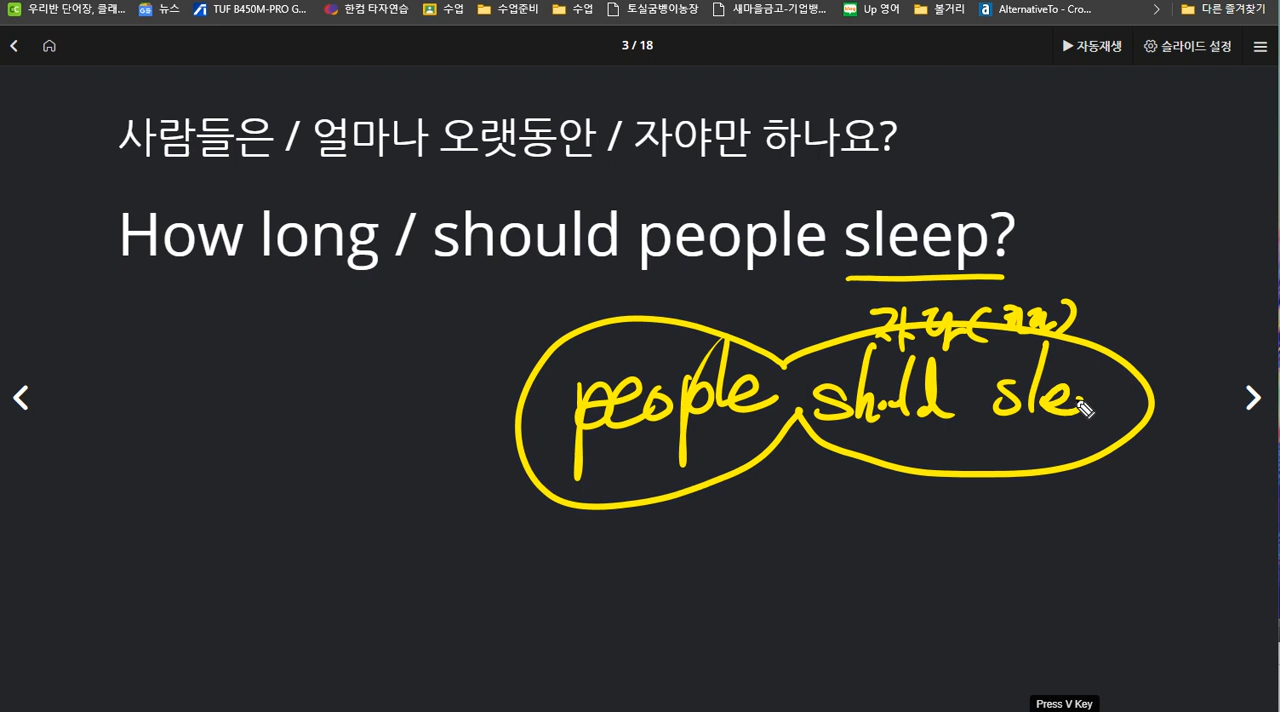 우리반 단어장, 클래... 뉴스 TUF B450M-PRO G... 한컴 타자연습 수업 수업준비 수업 토실굼벵이농장 새마을금고-기업뱅... Up 영어 볼거리 AlternativeTo - Cro... 다른 즐겨찾기
3 / 18 자동재생 슬라이드 설정
사람들은 / 얼마나 오랫동안 / 자야만 하나요?
How long / should people sleep?
people should sle
Press V Key